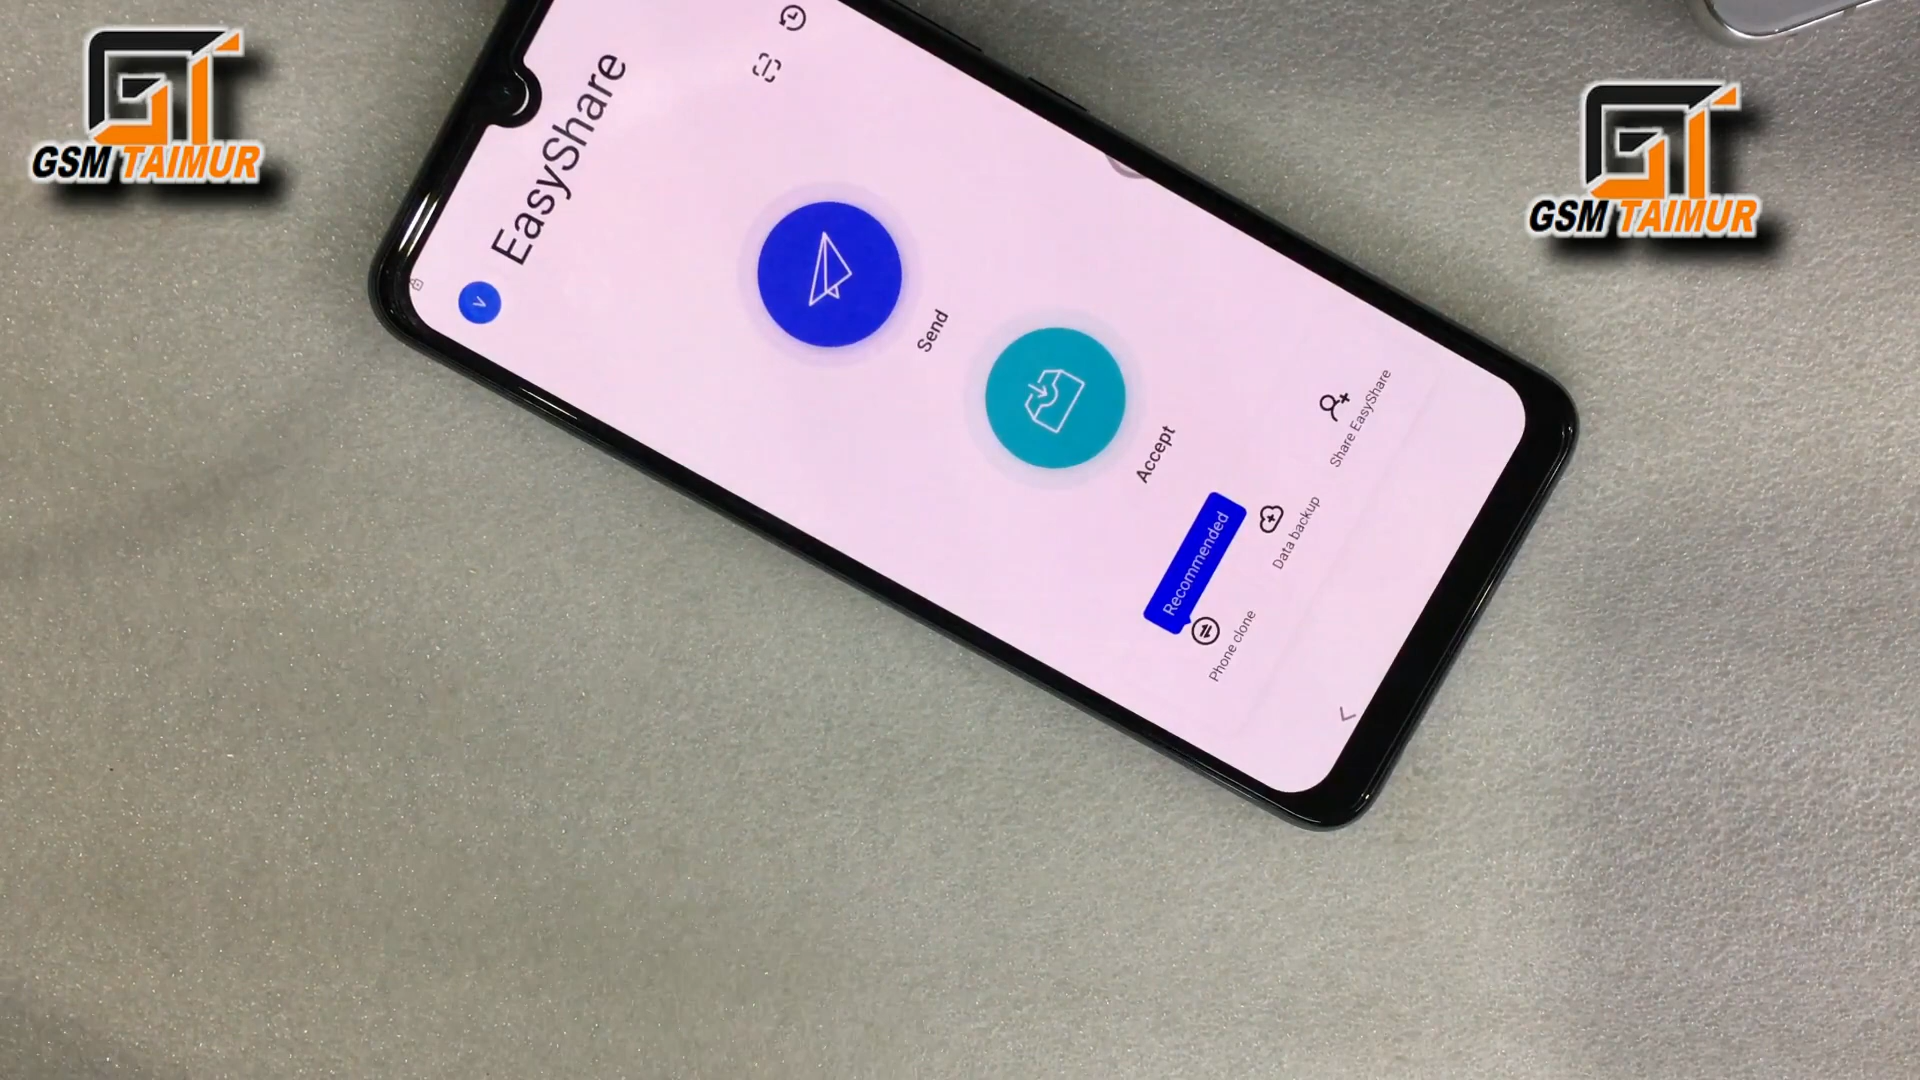 GSM TAIMUR
GSM TAIMUR
V
EasyShare
Send
Accept
Recommended
Phone clone
Data backup
Share EasyShare